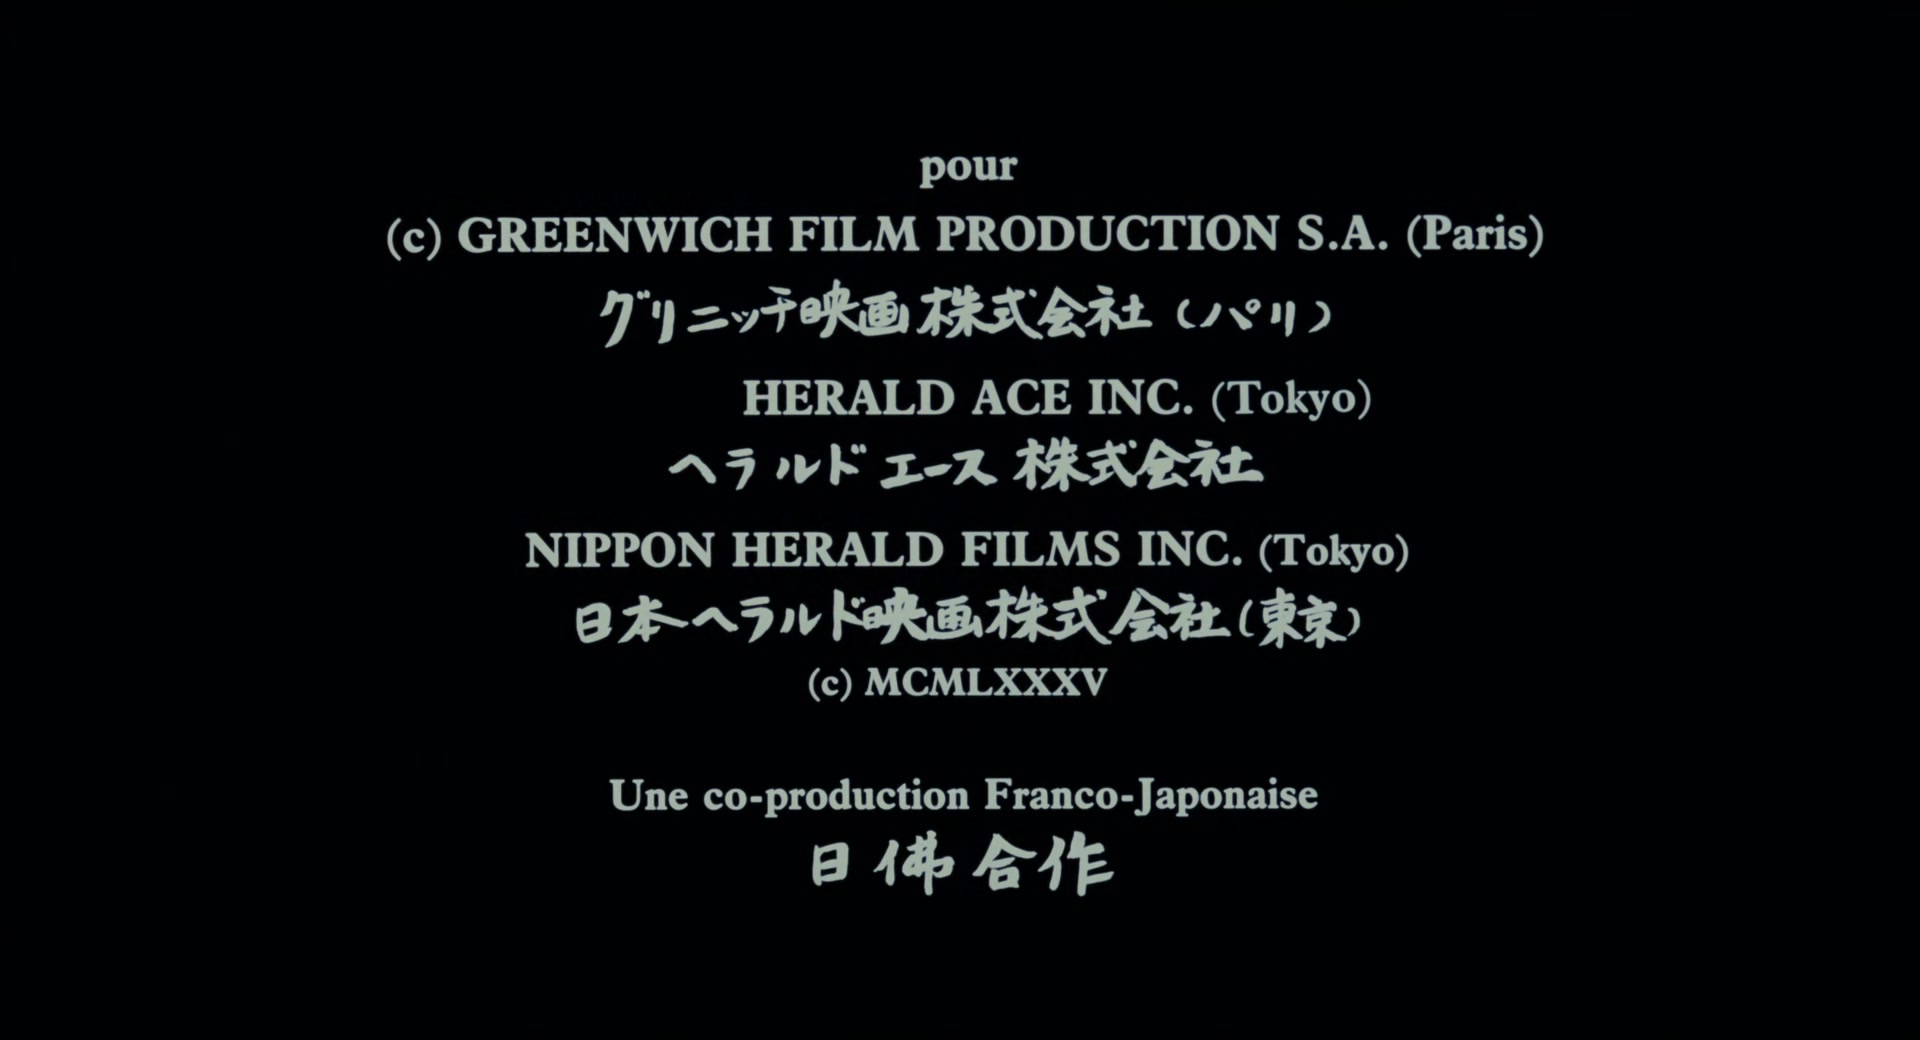 pour
(c) GREENWICH FILM PRODUCTION S.A. (Paris)
グリニッチ映画株式会社（パリ）
HERALD ACE INC. (Tokyo)
ヘラルドエース株式会社
NIPPON HERALD FILMS INC. (Tokyo)
日本ヘラルド映画株式会社（東京）
(c) MCMLXXXV
Une co-production Franco-Japonaise
日佛合作